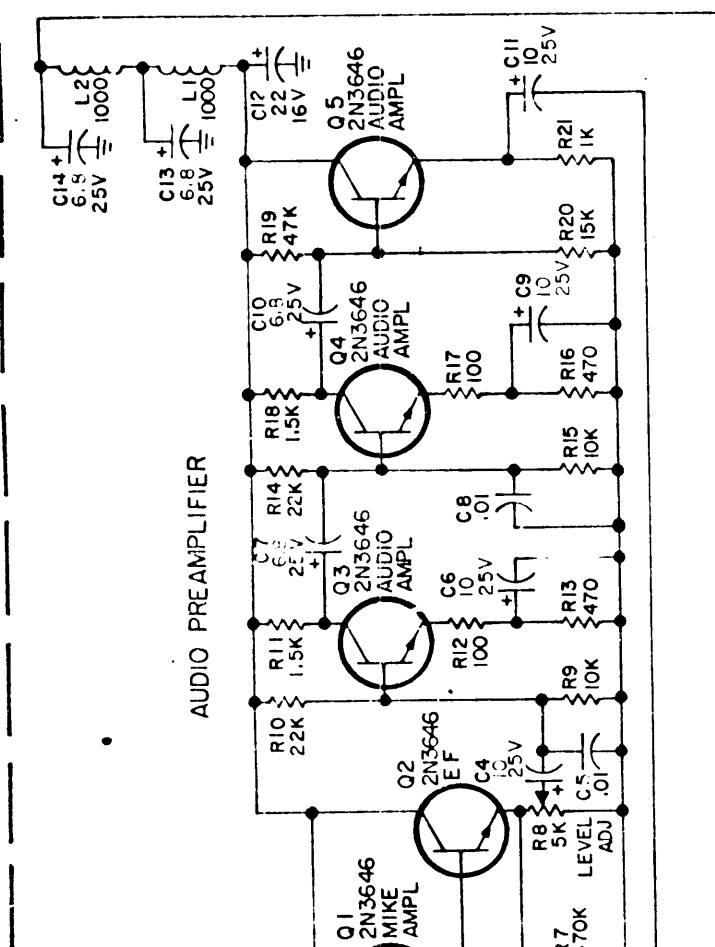 AUDIO PREAMPLIFIER
L2
1000
L1
1000
C14
6.8
25V
C13
6.8
25V
+
C12
22
16V
+
Q5
2N3646
AUDIO
AMPL
C11
10
25V
+
R21
1K
R19
47K
R20
15K
C10
6.8
25V
+
C9
10
25V
+
Q4
2N3646
AUDIO
AMPL
R18
1.5K
R17
100
R16
470
R14
22K
R15
10K
C8
.01
25V
+
Q3
2N3646
AUDIO
AMPL
C6
10
25V
+
R11
1.5K
R12
100
R13
470
R10
22K
R9
10K
Q2
2N3646
EF
C4
10
25V
+
C5
.01
R8
5K
LEVEL
ADJ
Q1
2N3646
MIKE
AMPL